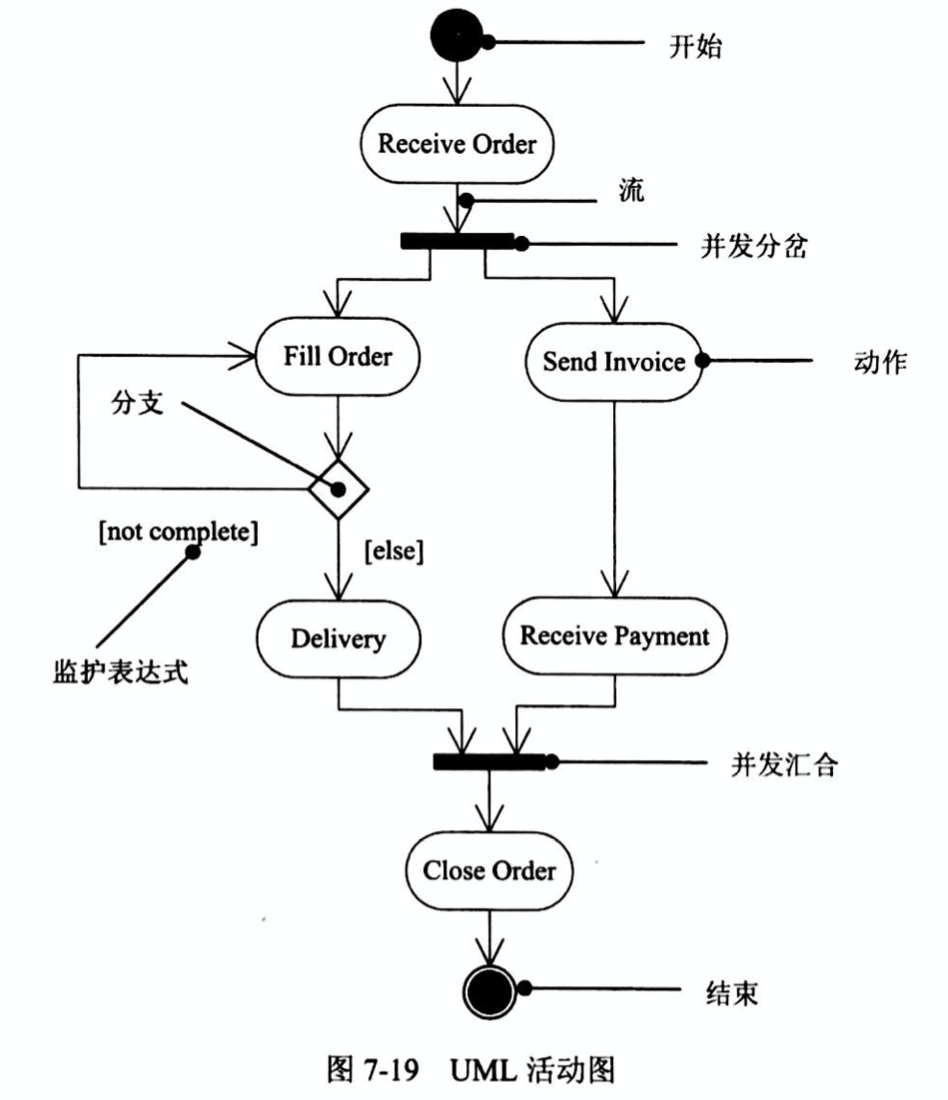 开始
Receive Order
流
并发分岔
Fill Order
Send Invoice
动作
分支
[not complete]
[else]
Delivery
Receive Payment
监护表达式
并发汇合
Close Order
结束
图 7-19 UML 活动图